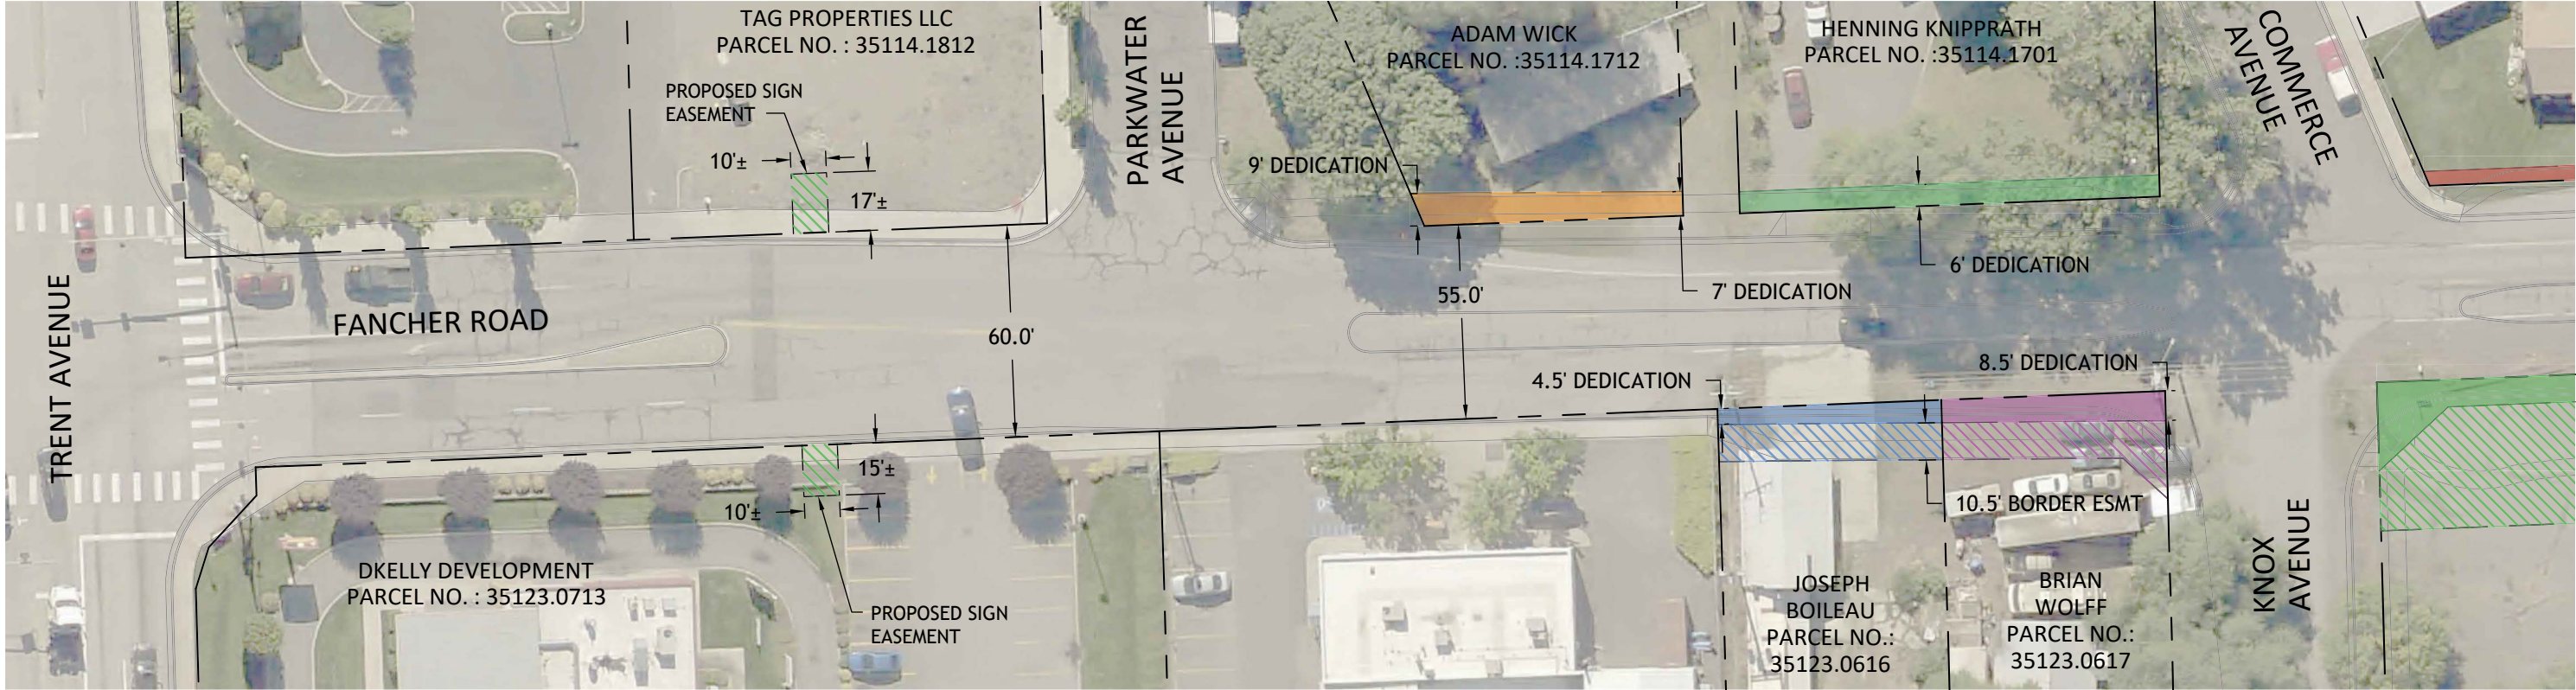 TAG PROPERTIES LLC
PARCEL NO. : 35114.1812
PROPOSED SIGN
EASEMENT
10'±
17'±
PARKWATER
AVENUE
ADAM WICK
PARCEL NO. :35114.1712
HENNING KNIPPRATH
PARCEL NO. :35114.1701
COMMERCE
AVENUE
9' DEDICATION
6' DEDICATION
7' DEDICATION
TRENT AVENUE
FANCHER ROAD
60.0'
55.0'
4.5' DEDICATION
8.5' DEDICATION
15'±
10'±
10.5' BORDER ESMT
DKELLY DEVELOPMENT
PARCEL NO. : 35123.0713
PROPOSED SIGN
EASEMENT
JOSEPH
BOILEAU
PARCEL NO.:
35123.0616
BRIAN
WOLFF
PARCEL NO.:
35123.0617
KNOX
AVENUE